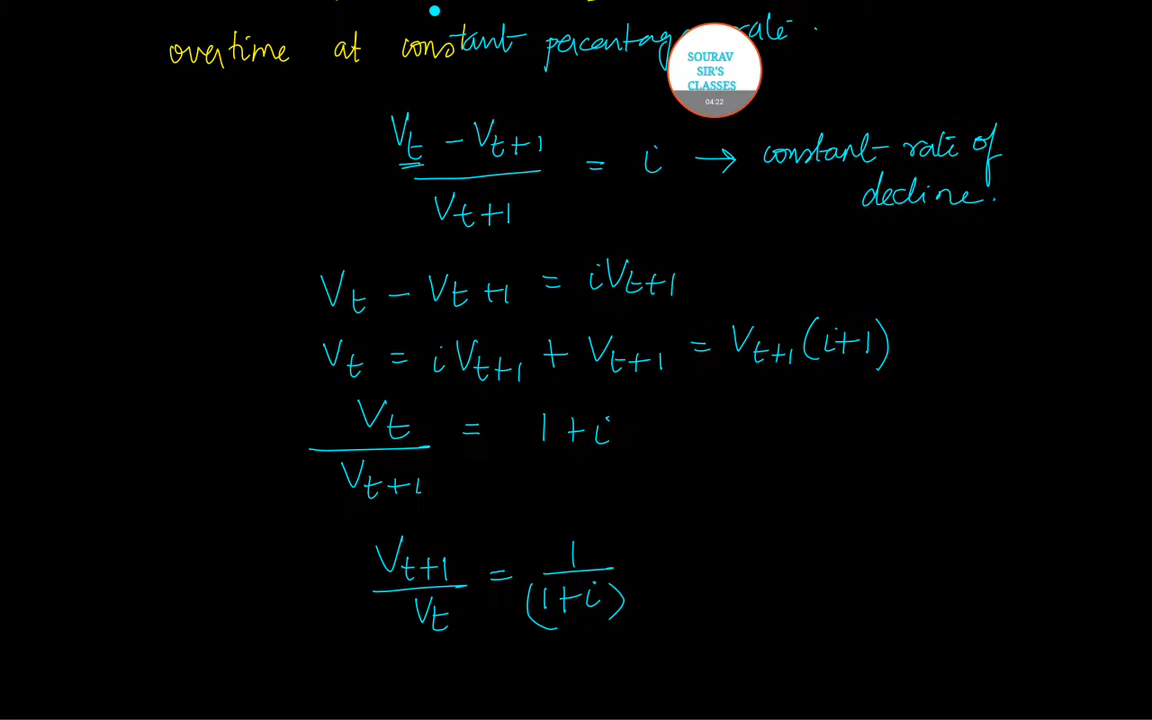 overtime at constant percentage rate.
SOURAV
SIR'S
CLASSES
04:22
(Vt - Vt+1) / Vt+1 = i → constant rate of
decline.
Vt - Vt+1 = iVt+1
Vt = iVt+1 + Vt+1 = Vt+1(i+1)
Vt / Vt+1 = 1+i
Vt+1 / Vt = 1 / (1+i)